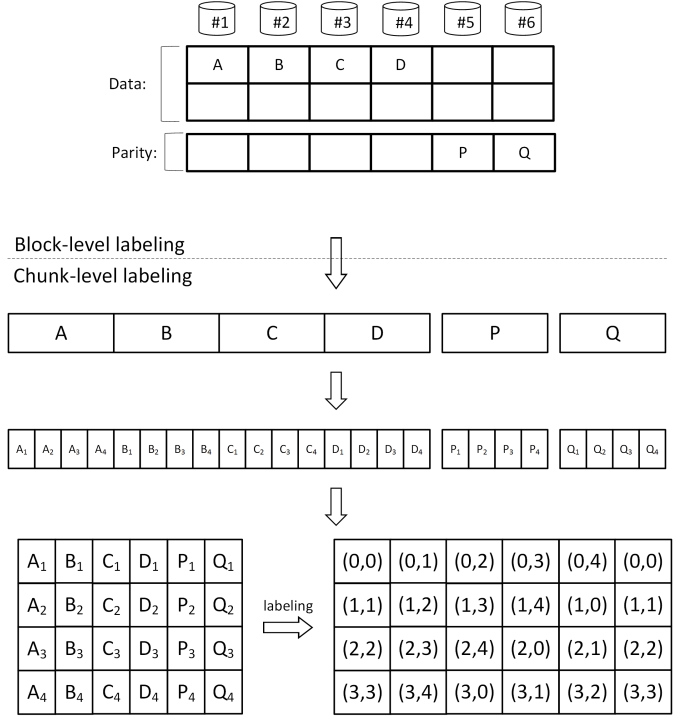 #1 #2 #3 #4 #5 #6
Data: A B C D
Parity: P Q
Block-level labeling
Chunk-level labeling
A B C D P Q
A₁ A₂ A₃ A₄ B₁ B₂ B₃ B₄ C₁ C₂ C₃ C₄ D₁ D₂ D₃ D₄ P₁ P₂ P₃ P₄ Q₁ Q₂ Q₃ Q₄
A₁ B₁ C₁ D₁ P₁ Q₁
A₂ B₂ C₂ D₂ P₂ Q₂
A₃ B₃ C₃ D₃ P₃ Q₃
A₄ B₄ C₄ D₄ P₄ Q₄
labeling
(0,0) (0,1) (0,2) (0,3) (0,4) (0,0)
(1,1) (1,2) (1,3) (1,4) (1,0) (1,1)
(2,2) (2,3) (2,4) (2,0) (2,1) (2,2)
(3,3) (3,4) (3,0) (3,1) (3,2) (3,3)